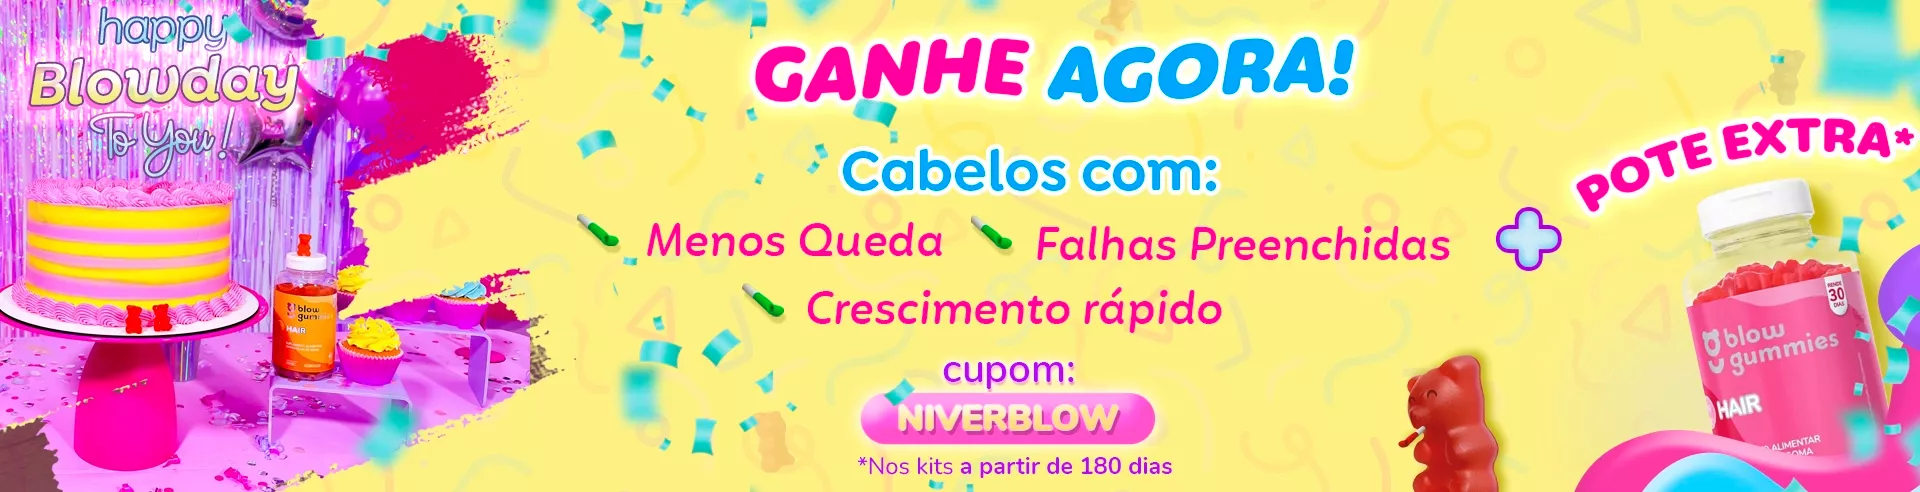 happy
Blowday
To You!
blow
gummies
HAIR
GANHE AGORA!
Cabelos com:
Menos Queda
Falhas Preenchidas
Crescimento rápido
cupom:
NIVERBLOW
*Nos kits a partir de 180 dias
POTE EXTRA*
RENDE
30
DIAS
blow
gummies
HAIR
ALIMENTAR